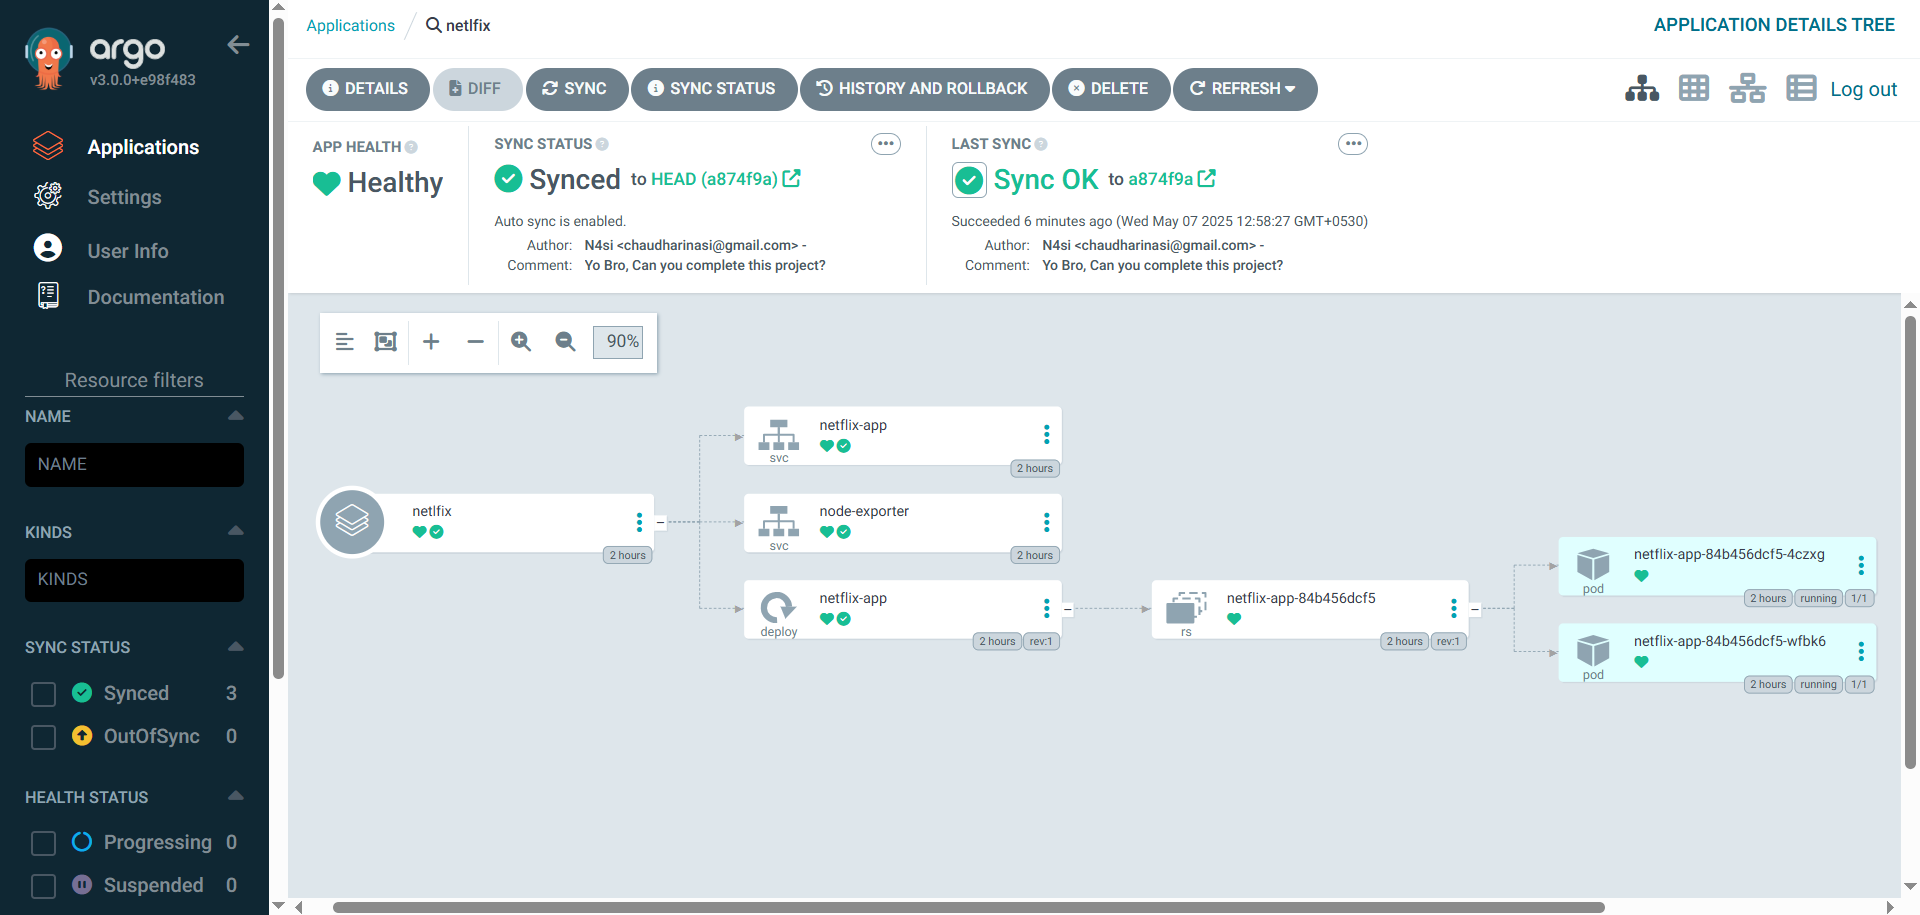 argo
v3.0.0+e98f483
Applications
Settings
User Info
Documentation
Resource filters
NAME
NAME
KINDS
KINDS
SYNC STATUS
Synced 3
OutOfSync 0
HEALTH STATUS
Progressing 0
Suspended 0
Applications / netlfix
APPLICATION DETAILS TREE
DETAILS DIFF SYNC SYNC STATUS HISTORY AND ROLLBACK DELETE REFRESH
Log out
APP HEALTH
Healthy
SYNC STATUS
Synced to HEAD (a874f9a)
Auto sync is enabled.
Author: N4si <chaudharinasi@gmail.com> -
Comment: Yo Bro, Can you complete this project?
LAST SYNC
Sync OK to a874f9a
Succeeded 6 minutes ago (Wed May 07 2025 12:58:27 GMT+0530)
Author: N4si <chaudharinasi@gmail.com> -
Comment: Yo Bro, Can you complete this project?
90%
netlfix
2 hours
netflix-app
svc
2 hours
node-exporter
svc
2 hours
netflix-app
deploy
2 hours rev:1
netflix-app-84b456dcf5
rs
2 hours rev:1
netflix-app-84b456dcf5-4czxg
pod
2 hours running 1/1
netflix-app-84b456dcf5-wfbk6
pod
2 hours running 1/1